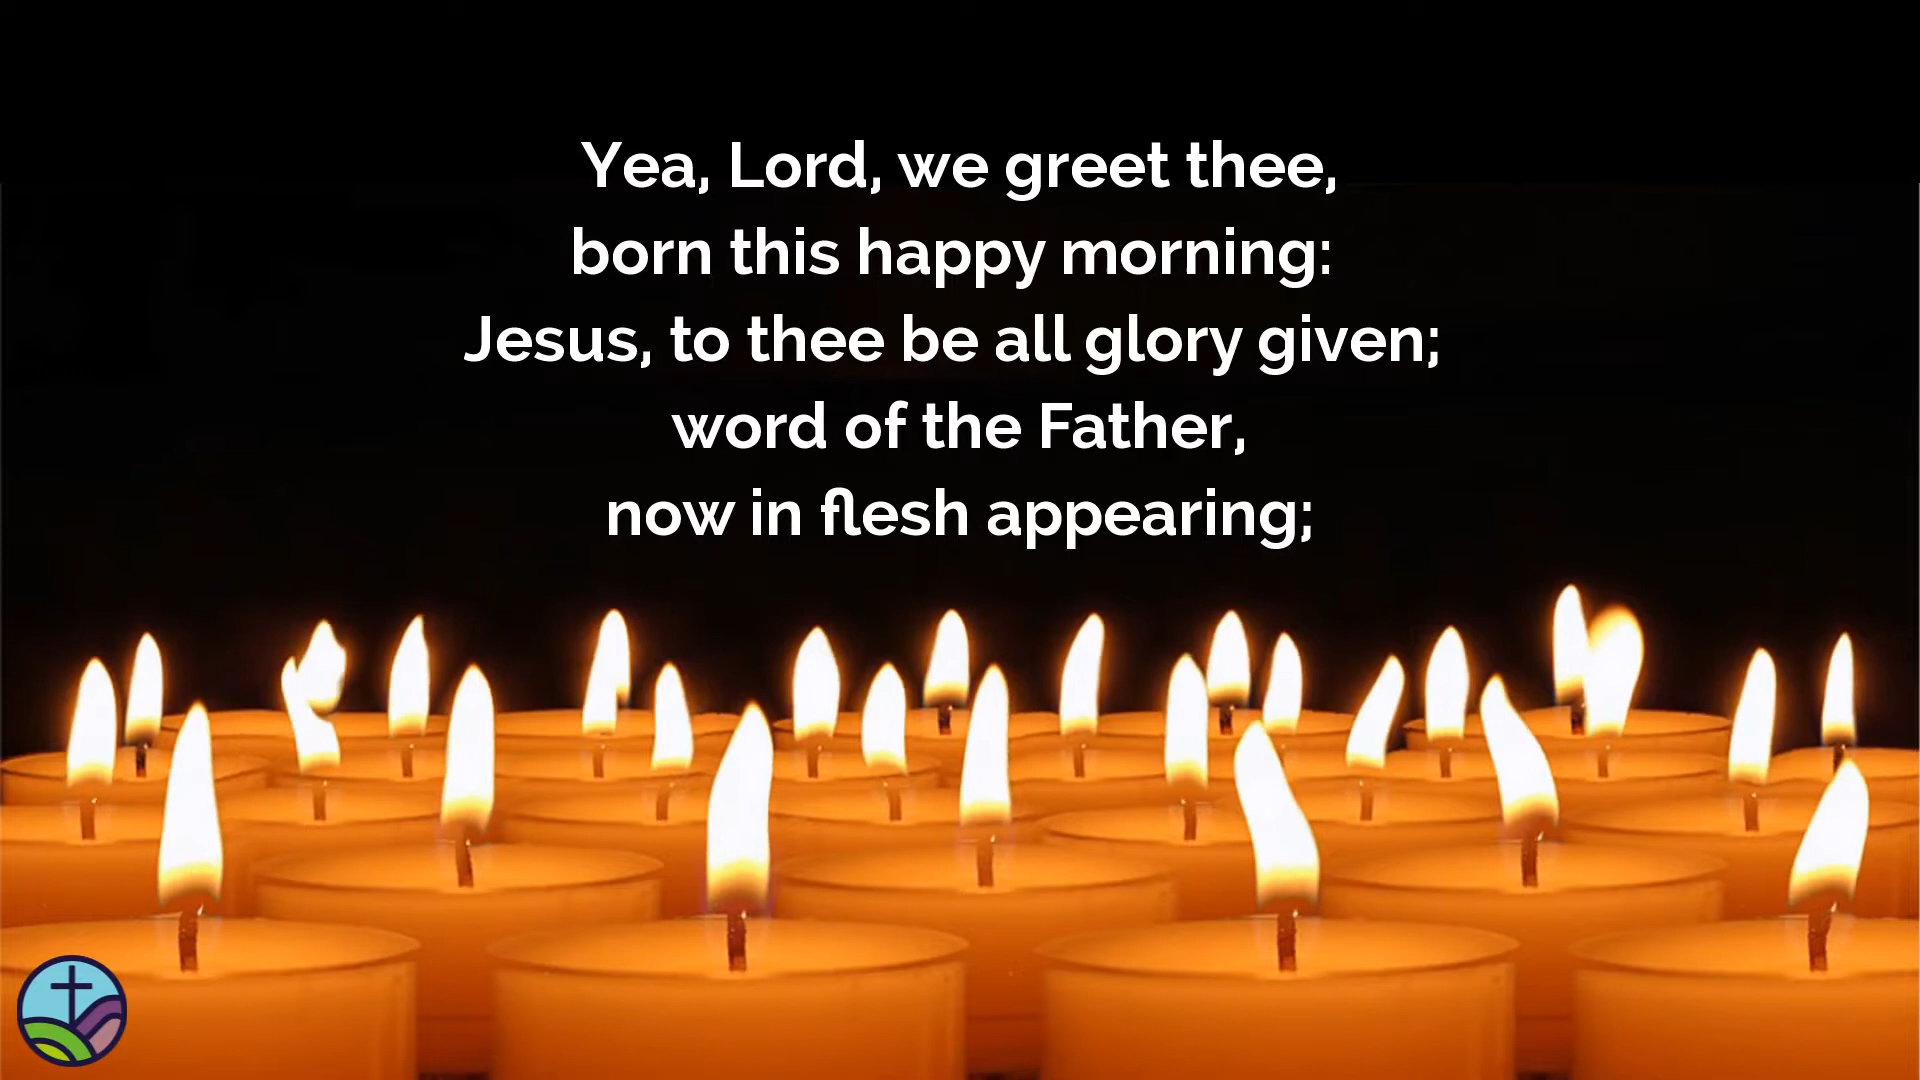 Yea, Lord, we greet thee,
born this happy morning:
Jesus, to thee be all glory given;
word of the Father,
now in flesh appearing;